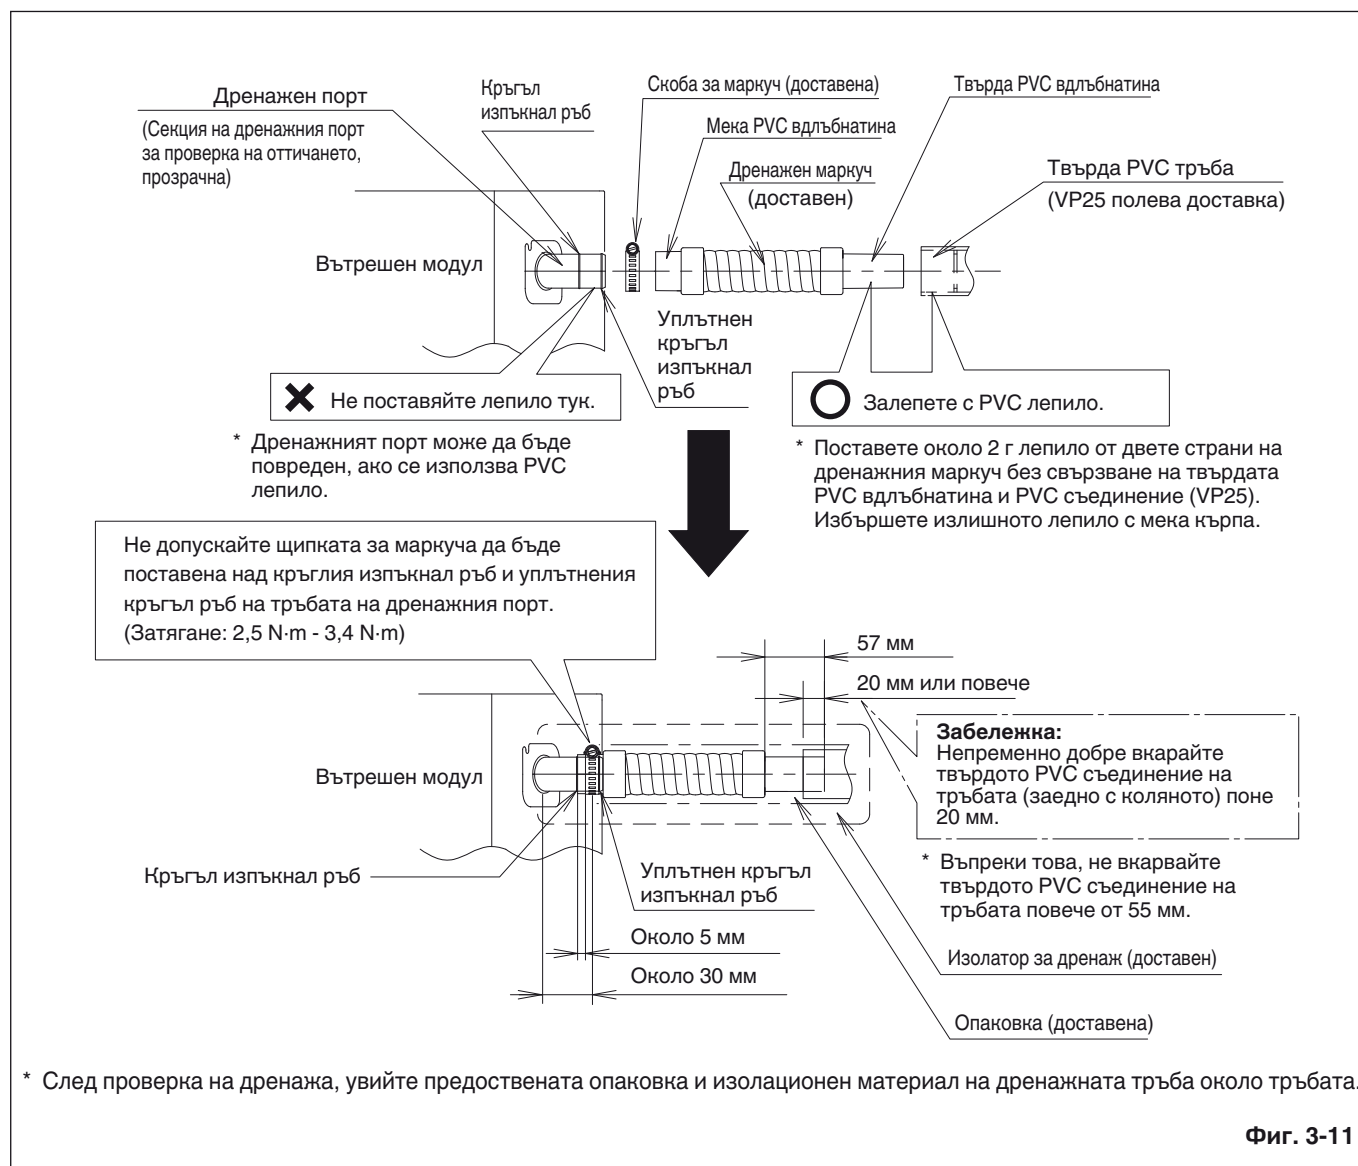 Дренажен порт
(Секция на дренажния порт
за проверка на оттичането,
прозрачна)
Кръгъл
изпъкнал ръб
Скоба за маркуч (доставена)
Мека PVC вдлъбнатина
Дренажен маркуч
(доставен)
Твърда PVC вдлъбнатина
Твърда PVC тръба
(VP25 полева доставка)
Вътрешен модул
Уплътнен
кръгъл
изпъкнал
ръб
Не поставяйте лепило тук.
* Дренажният порт може да бъде
повреден, ако се използва PVC
лепило.
Залепете с PVC лепило.
* Поставете около 2 г лепило от двете страни на
дренажния маркуч без свързване на твърдата
PVC вдлъбнатина и PVC съединение (VP25).
Избършете излишното лепило с мека кърпа.
Не допускайте щипката за маркуча да бъде
поставена над кръглия изпъкнал ръб и уплътнения
кръгъл ръб на тръбата на дренажния порт.
(Затягане: 2,5 N·m - 3,4 N·m)
57 мм
20 мм или повече
Забележка:
Непременно добре вкарайте
твърдото PVC съединение на
тръбата (заедно с коляното) поне
20 мм.
Вътрешен модул
* Въпреки това, не вкарвайте
твърдото PVC съединение на
тръбата повече от 55 мм.
Кръгъл изпъкнал ръб
Уплътнен кръгъл
изпъкнал ръб
Около 5 мм
Около 30 мм
Изолатор за дренаж (доставен)
Опаковка (доставена)
* След проверка на дренажа, увийте предоствената опаковка и изолационен материал на дренажната тръба около тръбата.
Фиг. 3-11